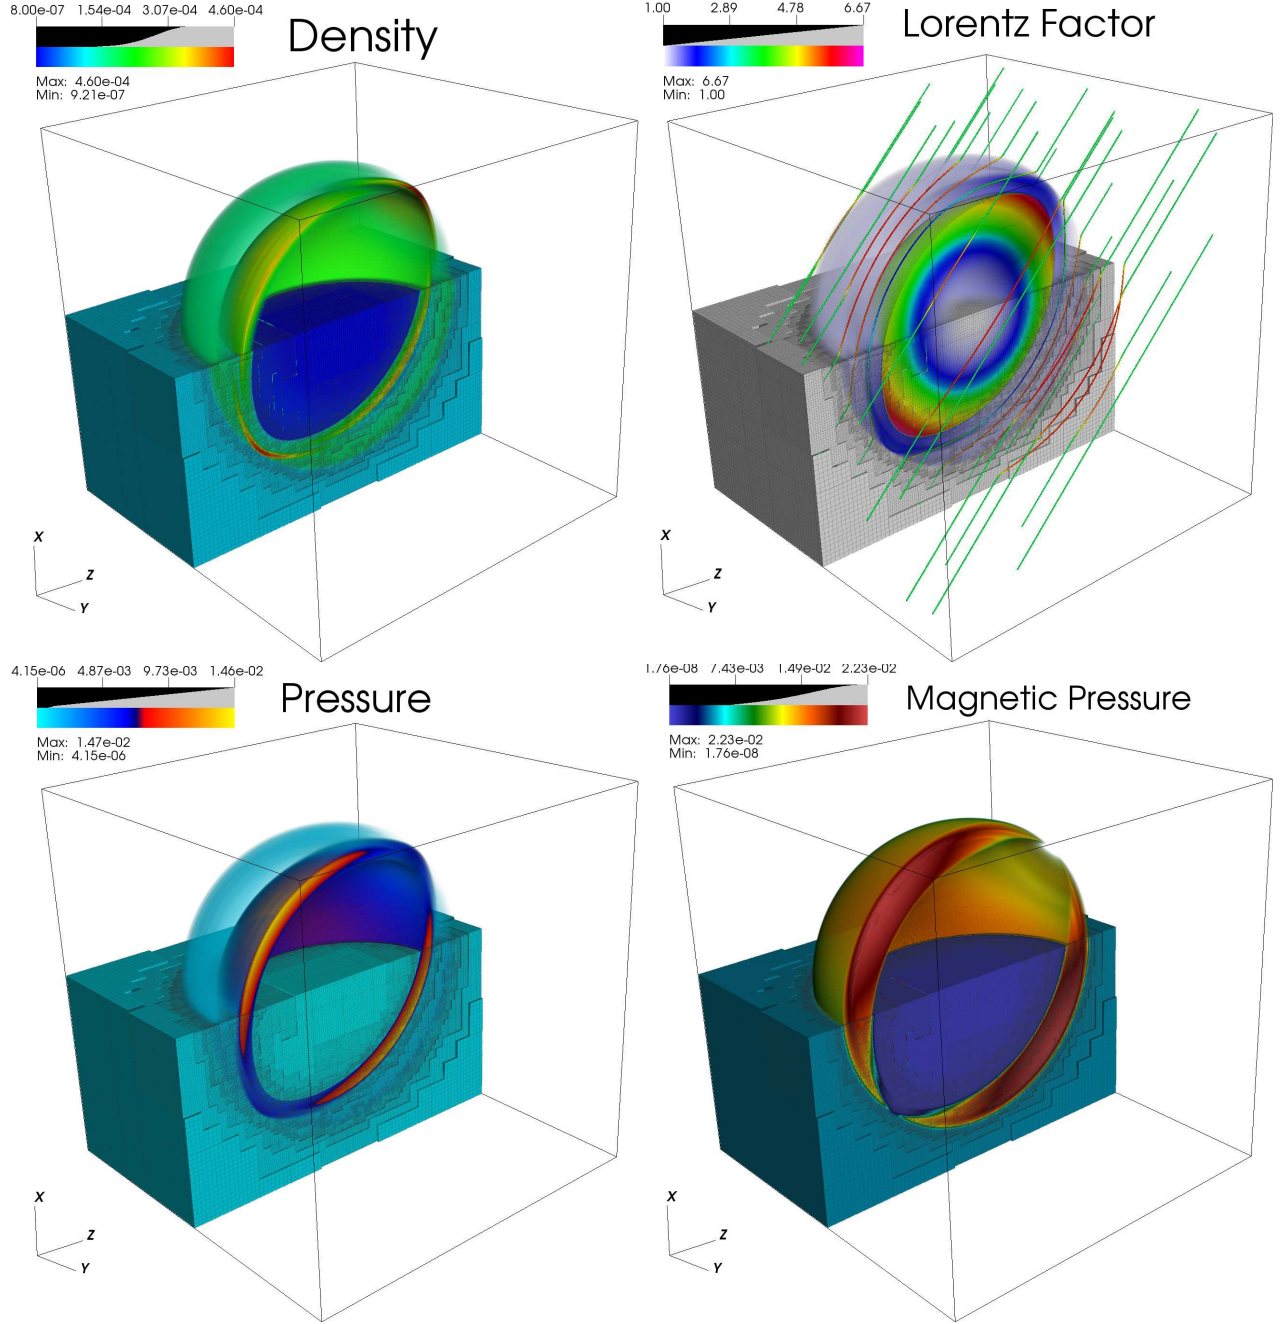 8.00e-07 1.54e-04 3.07e-04 4.60e-04
Density
Max: 4.60e-04
Min: 9.21e-07
X
Z
Y
1.00 2.89 4.78 6.67
Lorentz Factor
Max: 6.67
Min: 1.00
X
Z
Y
4.15e-06 4.87e-03 9.73e-03 1.46e-02
Pressure
Max: 1.47e-02
Min: 4.15e-06
X
Z
Y
1.76e-08 7.43e-03 1.49e-02 2.23e-02
Magnetic Pressure
Max: 2.23e-02
Min: 1.76e-08
X
Z
Y